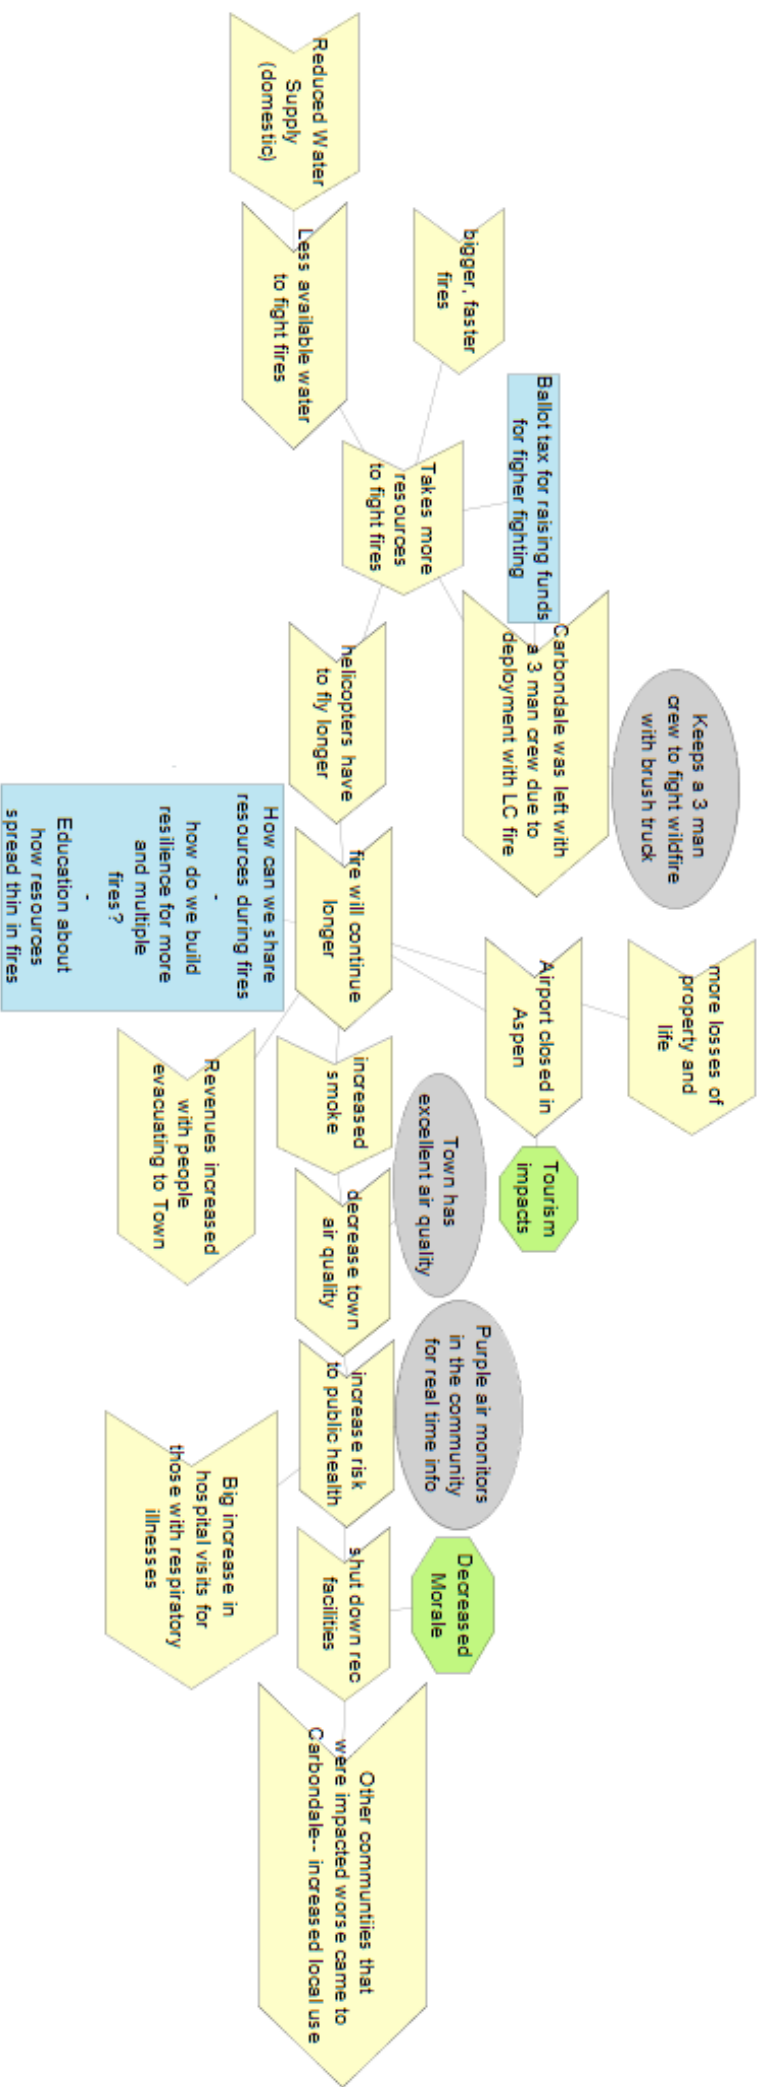 Reduced Water
Supply
(domestic)
Less available water
to fight fires
bigger, faster
fires
Ballot tax for raising funds
for figher fighting
Takes more
resources
to fight fires
Carbondale was left with
a 3 man crew due to
deployment with LC fire
Keeps a 3 man
crew to fight wildfire
with brush truck
helicopters have
to fly longer
How can we share
resources during fires
-
how do we build
resilience for more
and multiple
fires?
-
Education about
how resources
spread thin in fires
fire will continue
longer
more losses of
property and
life
Airport closed in
Aspen
Tourism
impacts
Revenues increased
with people
evacuating to Town
increased
smoke
Town has
excellent air quality
decrease town
air quality
Purple air monitors
in the community
for real time info
increase risk
to public health
Big increase in
hospital visits for
those with respiratory
illnesses
shut down rec
facilities
Decreased
Morale
Other communtiies that
were impacted worse came to
Carbondale-- increased local use